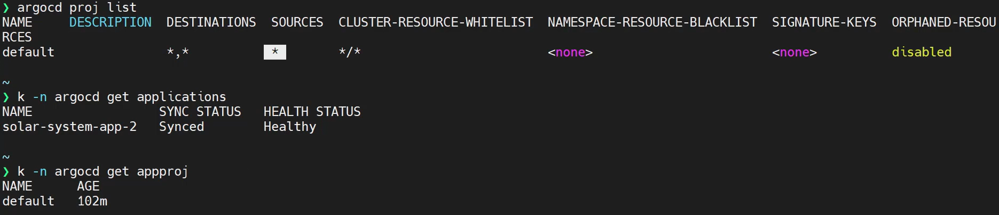 ❯ argocd proj list
NAME     DESCRIPTION  DESTINATIONS  SOURCES  CLUSTER-RESOURCE-WHITELIST  NAMESPACE-RESOURCE-BLACKLIST  SIGNATURE-KEYS  ORPHANED-RESOU
RCES
default               *,*           *        */*                         <none>                        <none>          disabled
~
❯ k -n argocd get applications
NAME                 SYNC STATUS   HEALTH STATUS
solar-system-app-2   Synced        Healthy
~
❯ k -n argocd get appproj
NAME      AGE
default   102m